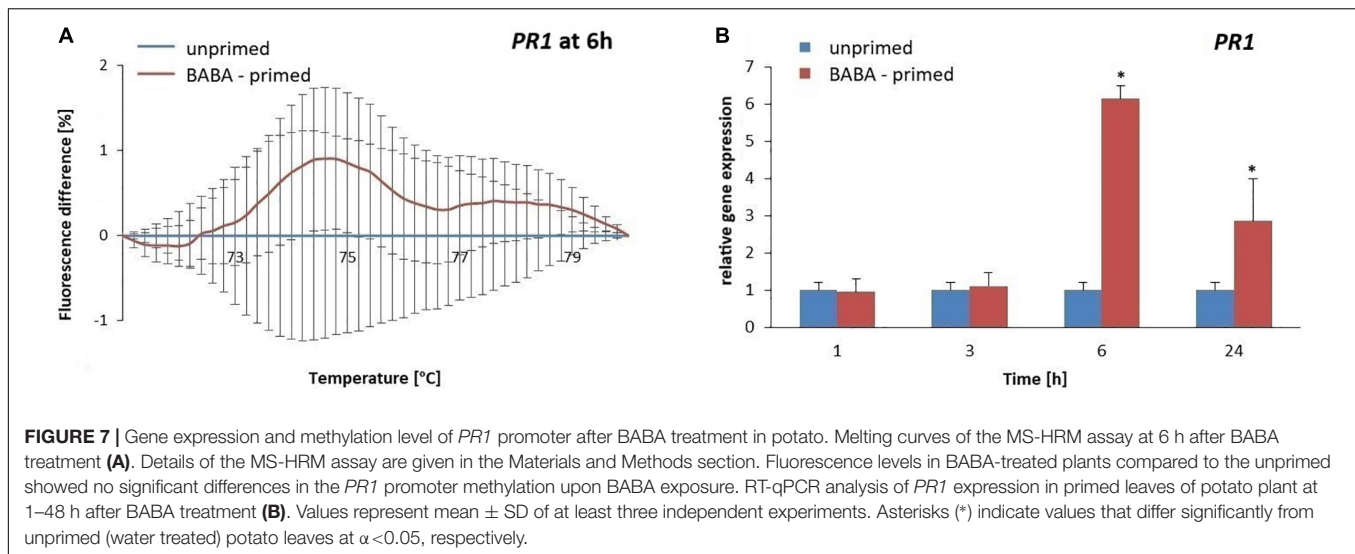 A
unprimed
BABA - primed
PR1 at 6h
Fluorescence difference [%]
2
1
0
-1
73
75
77
79
Temperature [°C]
B
unprimed
BABA - primed
PR1
relative gene expression
7
6
5
4
3
2
1
0
*
*
1
3
6
24
Time [h]
FIGURE 7 | Gene expression and methylation level of PR1 promoter after BABA treatment in potato. Melting curves of the MS-HRM assay at 6 h after BABA
treatment (A). Details of the MS-HRM assay are given in the Materials and Methods section. Fluorescence levels in BABA-treated plants compared to the unprimed
showed no significant differences in the PR1 promoter methylation upon BABA exposure. RT-qPCR analysis of PR1 expression in primed leaves of potato plant at
1–48 h after BABA treatment (B). Values represent mean ± SD of at least three independent experiments. Asterisks (*) indicate values that differ significantly from
unprimed (water treated) potato leaves at α<0.05, respectively.